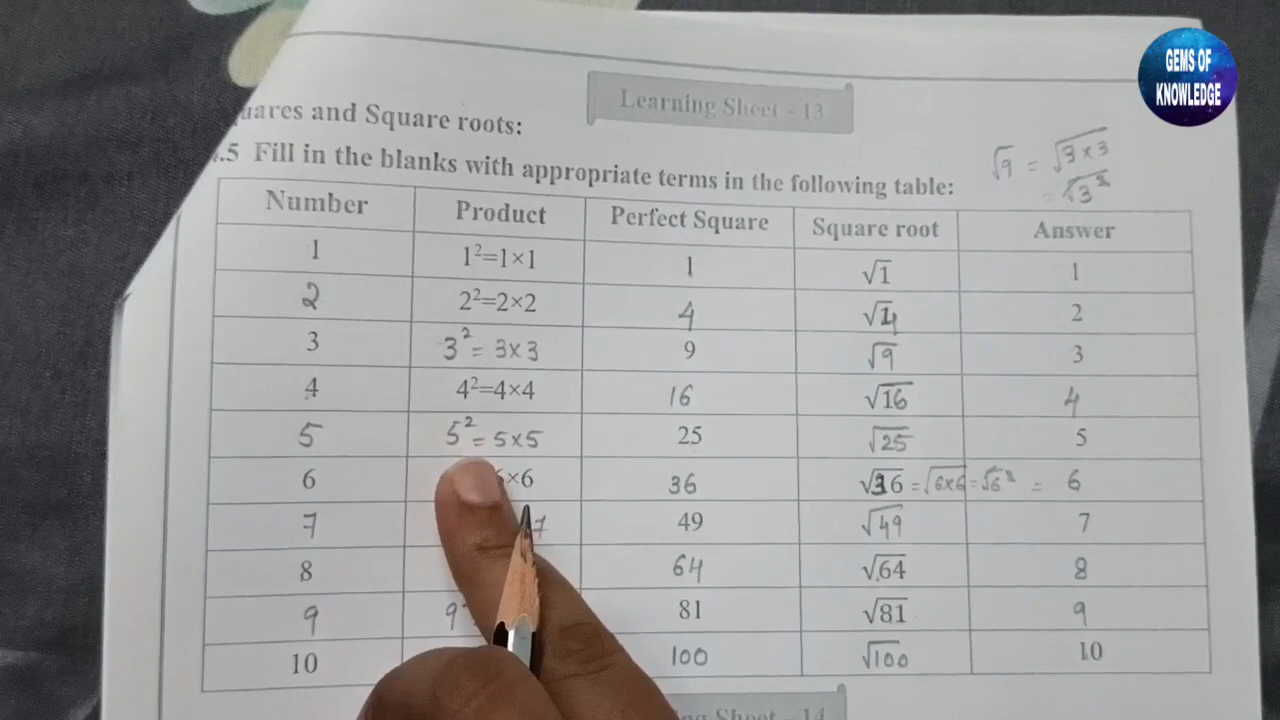 GEMS OF
KNOWLEDGE
Learning Sheet - 13
uares and Square roots:
.5 Fill in the blanks with appropriate terms in the following table:
√9 = √3×3
= √3²
Number Product Perfect Square Square root Answer
1 1²=1×1 1 √1 1
2 2²=2×2 4 √4 2
3 3²=3×3 9 √9 3
4 4²=4×4 16 √16 4
5 5²=5×5 25 √25 5
6 ×6 36 √36 =√6×6 =√6² = 6
7 7 49 √49 7
8 64 √64 8
9 9 81 √81 9
10 100 √100 10
Sheet - 14